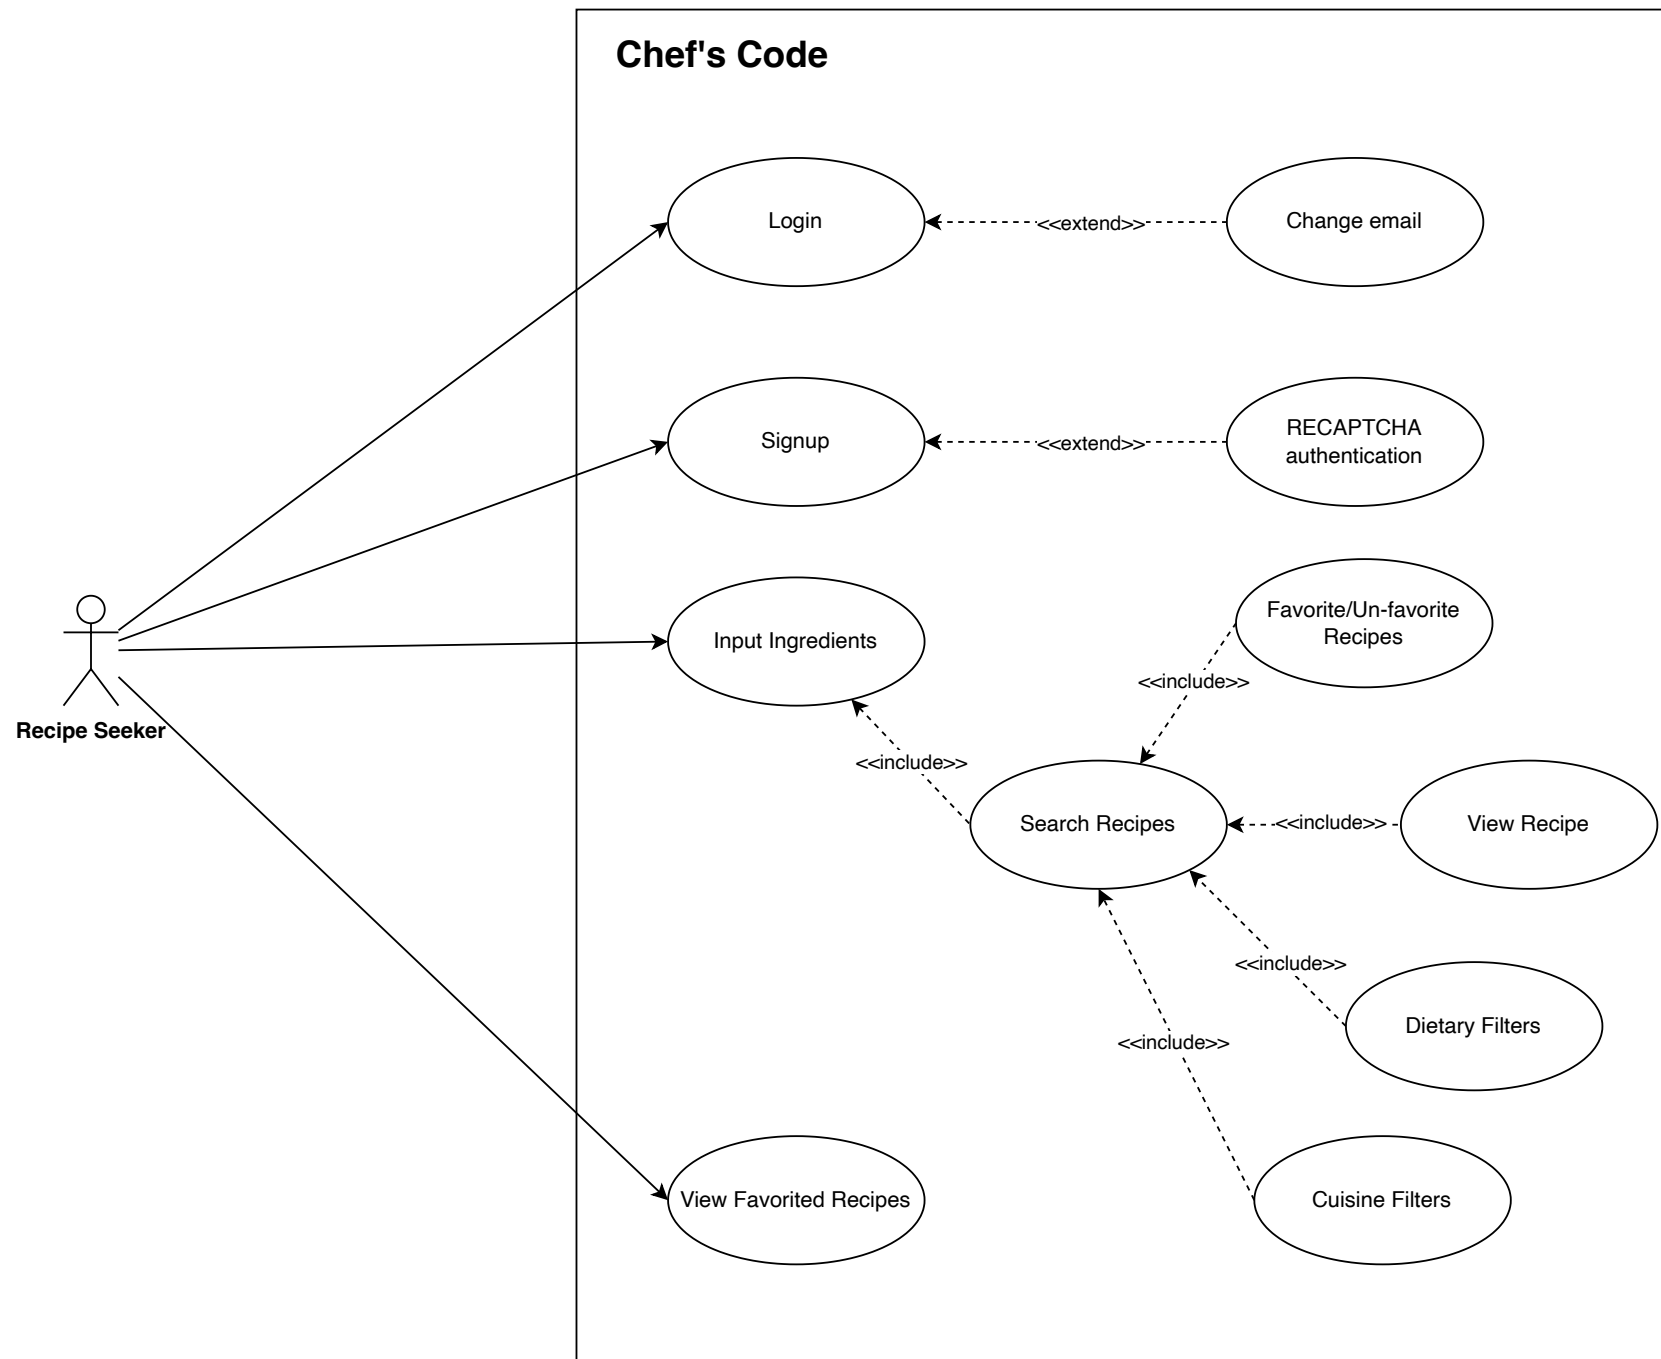 Chef's Code
Login
<<extend>>
Change email
Signup
<<extend>>
RECAPTCHA
authentication
Recipe Seeker
Input Ingredients
Favorite/Un-favorite
Recipes
<<include>>
<<include>>
Search Recipes
<<include>>
View Recipe
<<include>>
Dietary Filters
<<include>>
View Favorited Recipes
Cuisine Filters